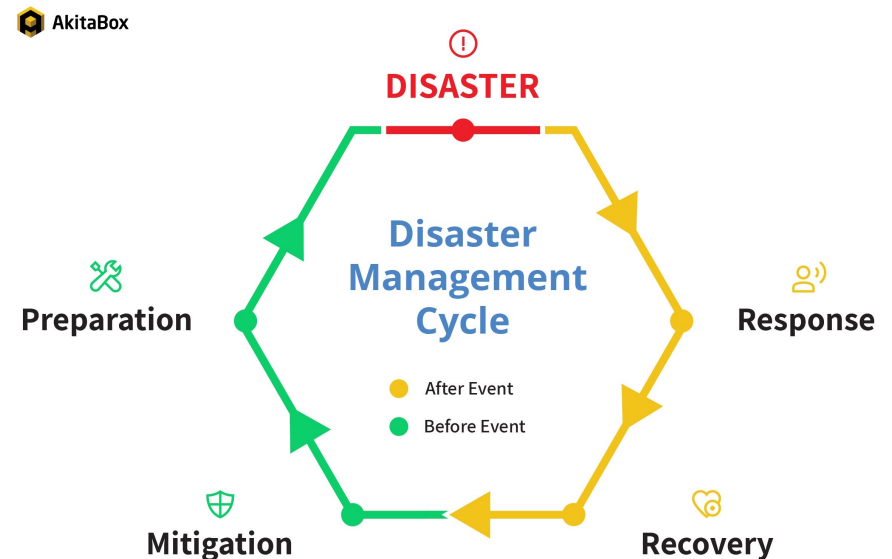 AkitaBox
DISASTER
Disaster
Management
Cycle
Preparation
Response
After Event
Before Event
Mitigation
Recovery